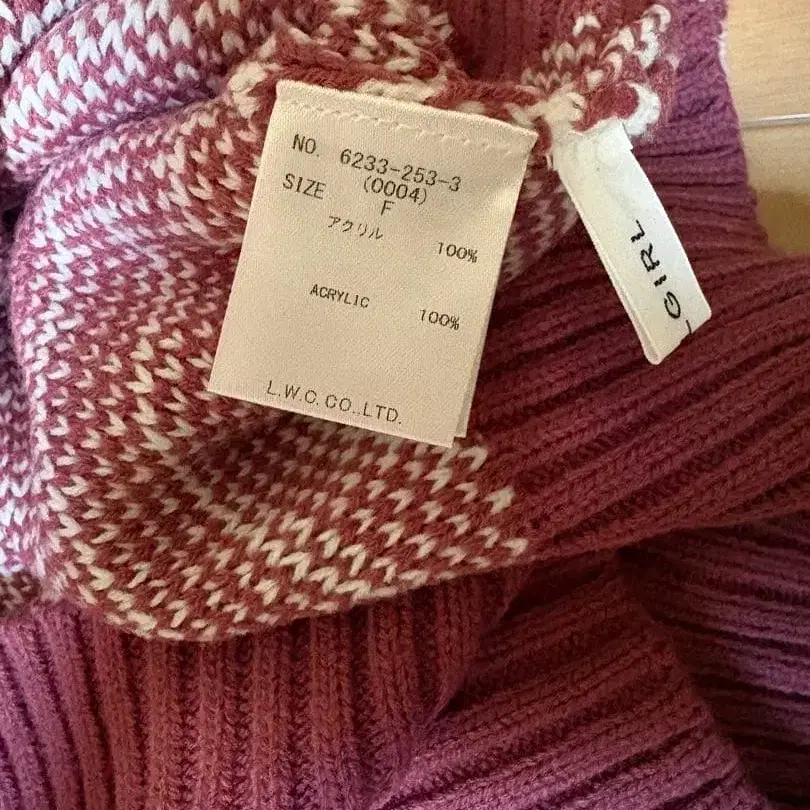 NO. 6233-253-3
(0004)
SIZE F
アクリル 100%
ACRYLIC 100%
L.W.C.CO.,LTD.
GIRL